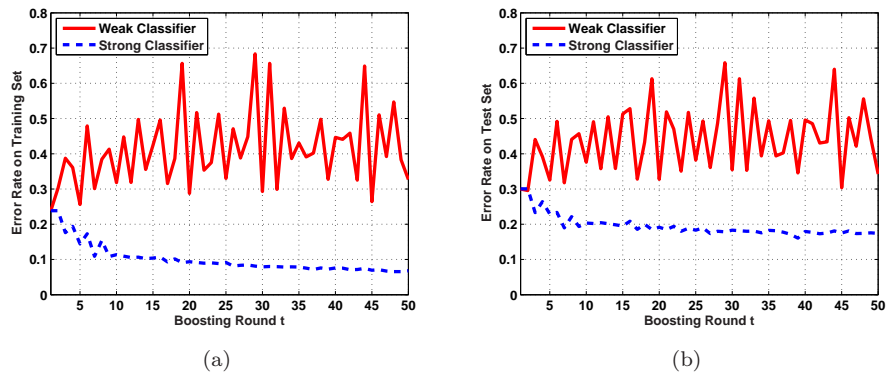 Error Rate on Training Set
0.8
0.7
0.6
0.5
0.4
0.3
0.2
0.1
0
Weak Classifier
Strong Classifier
5 10 15 20 25 30 35 40 45 50
Boosting Round t
(a)
Error Rate on Test Set
0.8
0.7
0.6
0.5
0.4
0.3
0.2
0.1
0
Weak Classifier
Strong Classifier
5 10 15 20 25 30 35 40 45 50
Boosting Round t
(b)